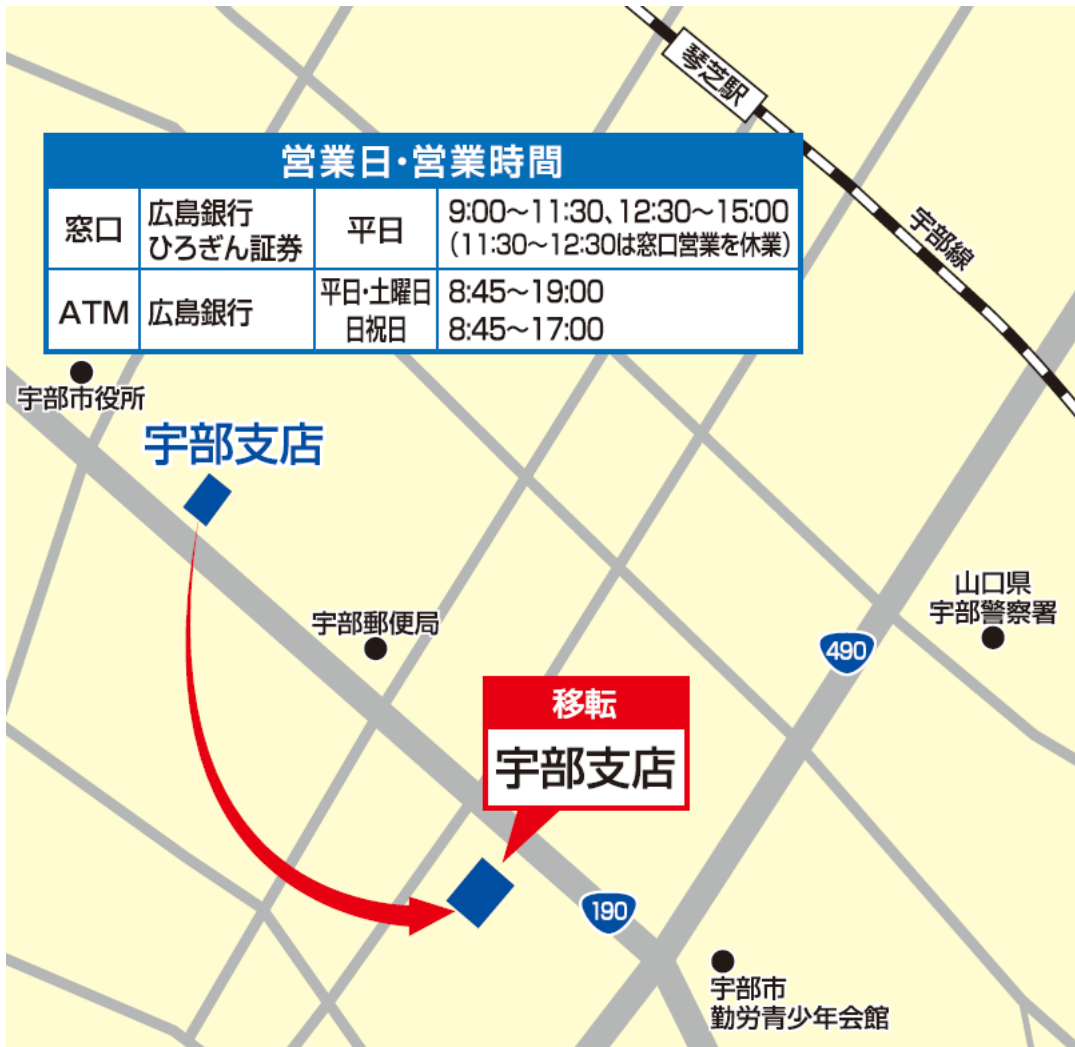 琴芝駅
宇部線
営業日・営業時間
窓口
広島銀行
ひろぎん証券
平日
9:00～11:30、12:30～15:00
（11:30～12:30は窓口営業を休業）
ATM
広島銀行
平日・土曜日
8:45～19:00
日祝日
8:45～17:00
宇部市役所
宇部支店
宇部郵便局
山口県
宇部警察署
490
移転
宇部支店
190
宇部市
勤労青少年会館